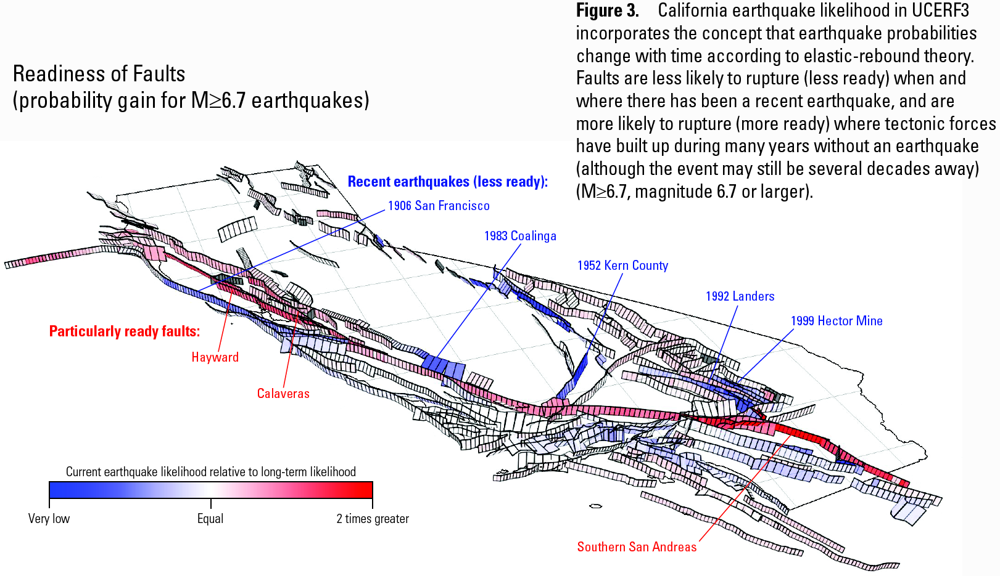 Figure 3. California earthquake likelihood in UCERF3
incorporates the concept that earthquake probabilities
change with time according to elastic-rebound theory.
Faults are less likely to rupture (less ready) when and
where there has been a recent earthquake, and are
more likely to rupture (more ready) where tectonic forces
have built up during many years without an earthquake
(although the event may still be several decades away)
(M≥6.7, magnitude 6.7 or larger).
Readiness of Faults
(probability gain for M≥6.7 earthquakes)
Recent earthquakes (less ready):
1906 San Francisco
1983 Coalinga
1952 Kern County
1992 Landers
1999 Hector Mine
Particularly ready faults:
Hayward
Calaveras
Southern San Andreas
Current earthquake likelihood relative to long-term likelihood
Very low
Equal
2 times greater